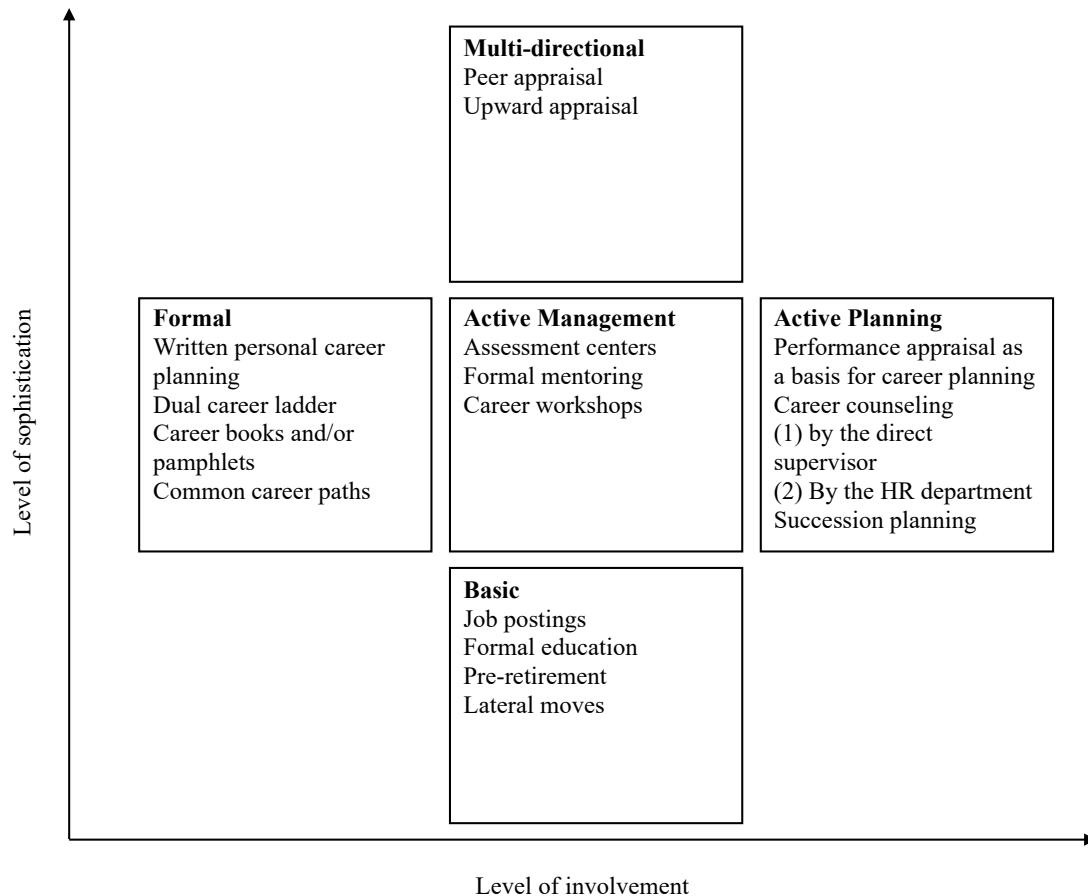 Multi-directional
Peer appraisal
Upward appraisal
Level of sophistication
Formal
Written personal career
planning
Dual career ladder
Career books and/or
pamphlets
Common career paths
Active Management
Assessment centers
Formal mentoring
Career workshops
Active Planning
Performance appraisal as
a basis for career planning
Career counseling
(1) by the direct
supervisor
(2) By the HR department
Succession planning
Basic
Job postings
Formal education
Pre-retirement
Lateral moves
Level of involvement